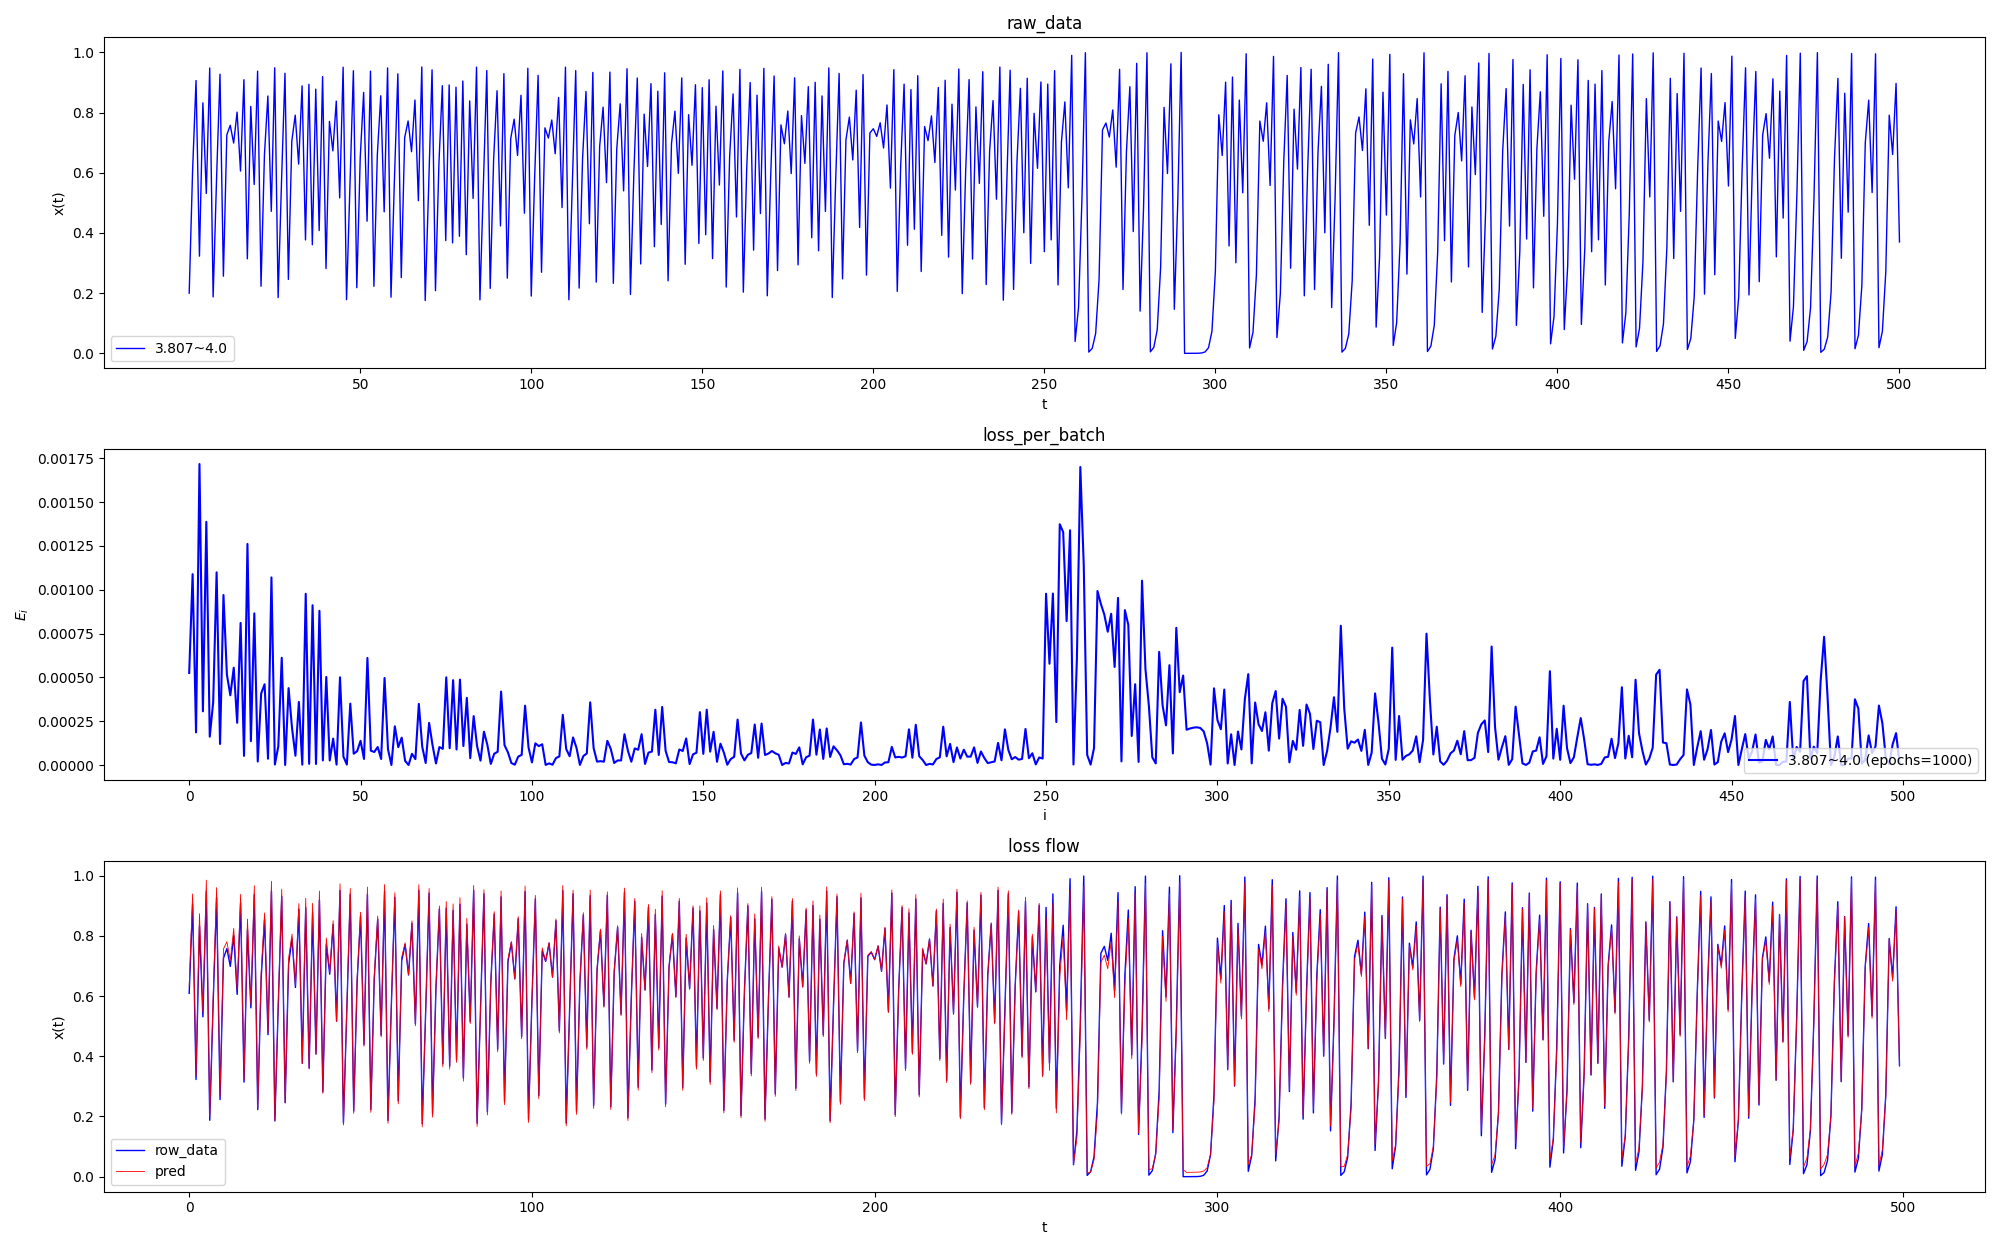 raw_data
1.0
0.8
0.6
0.4
0.2
0.0
x(t)
3.807~4.0
50 100 150 200 250 300 350 400 450 500
t
loss_per_batch
0.00175
0.00150
0.00125
0.00100
0.00075
0.00050
0.00025
0.00000
E_i
3.807~4.0 (epochs=1000)
0 50 100 150 200 250 300 350 400 450 500
i
loss flow
1.0
0.8
0.6
0.4
0.2
0.0
x(t)
row_data
pred
0 100 200 300 400 500
t